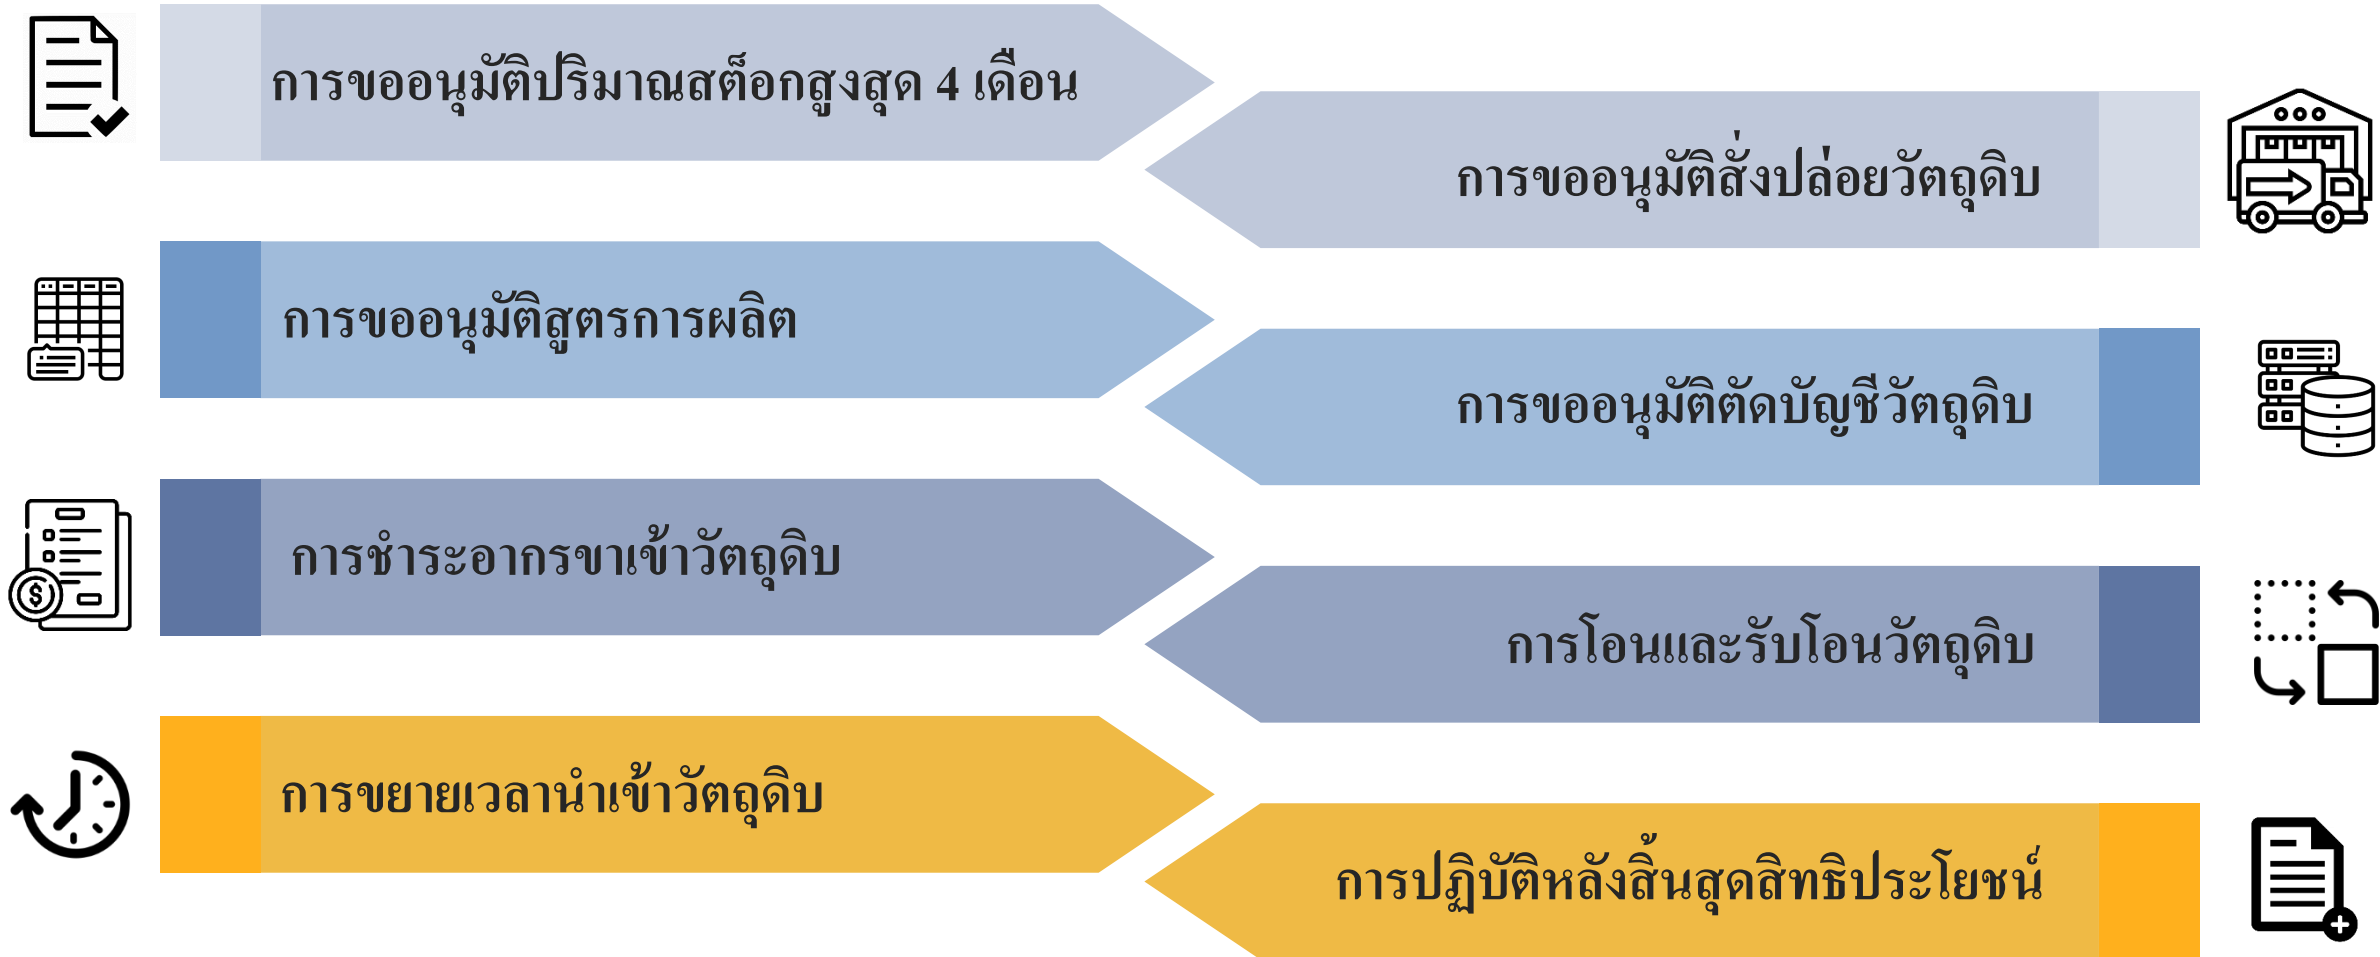 การขออนุมัติปริมาณสต็อกสูงสุด 4 เดือน
การขออนุมัติสั่งปล่อยวัตถุดิบ
การขออนุมัติสูตรการผลิต
การขออนุมัติตัดบัญชีวัตถุดิบ
การชำระอากรขาเข้าวัตถุดิบ
การโอนและรับโอนวัตถุดิบ
การขยายเวลานำเข้าวัตถุดิบ
การปฏิบัติหลังสิ้นสุดสิทธิประโยชน์